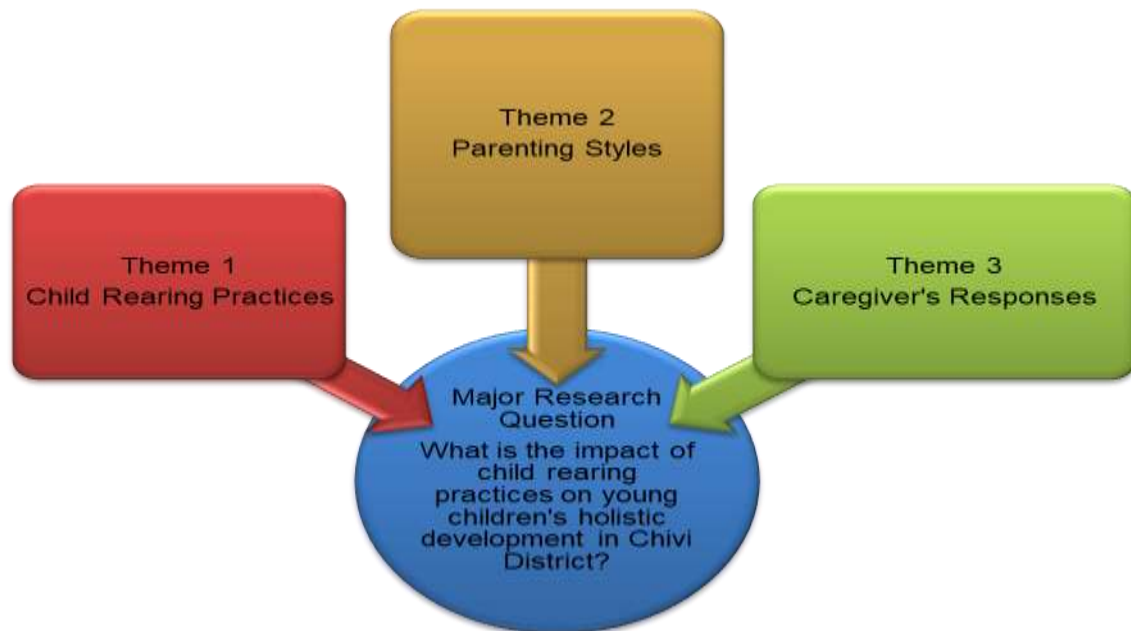 Theme 2
Parenting Styles
Theme 1
Child Rearing Practices
Theme 3
Caregiver's Responses
Major Research
Question
What is the impact of
child rearing
practices on young
children's holistic
development in Chivi
District?